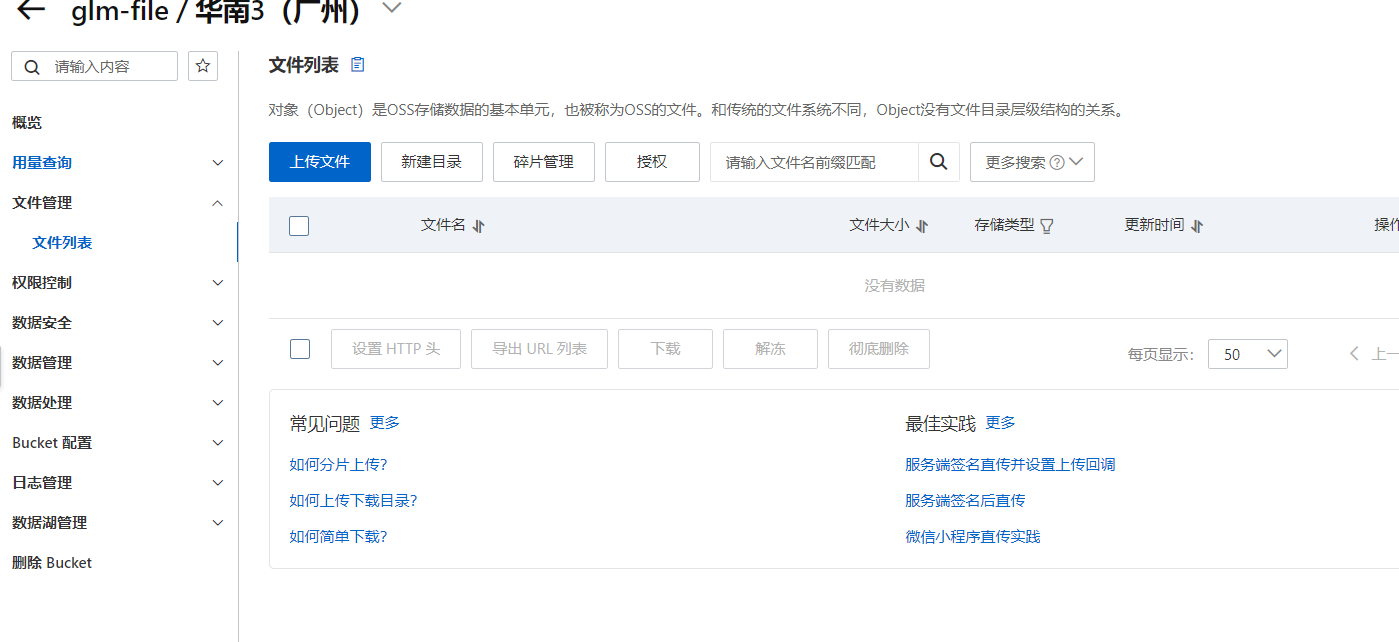 glm-file / 华南3（广州）
请输入内容
概览
用量查询
文件管理
文件列表
权限控制
数据安全
数据管理
数据处理
Bucket 配置
日志管理
数据湖管理
删除 Bucket
文件列表
对象（Object）是OSS存储数据的基本单元，也被称为OSS的文件。和传统的文件系统不同，Object没有文件目录层级结构的关系。
上传文件 新建目录 碎片管理 授权 请输入文件名前缀匹配 更多搜索
文件名 文件大小 存储类型 更新时间 操作
没有数据
设置 HTTP 头 导出 URL 列表 下载 解冻 彻底删除 每页显示： 50 上一
常见问题 更多
如何分片上传?
如何上传下载目录?
如何简单下载?
最佳实践 更多
服务端签名直传并设置上传回调
服务端签名后直传
微信小程序直传实践